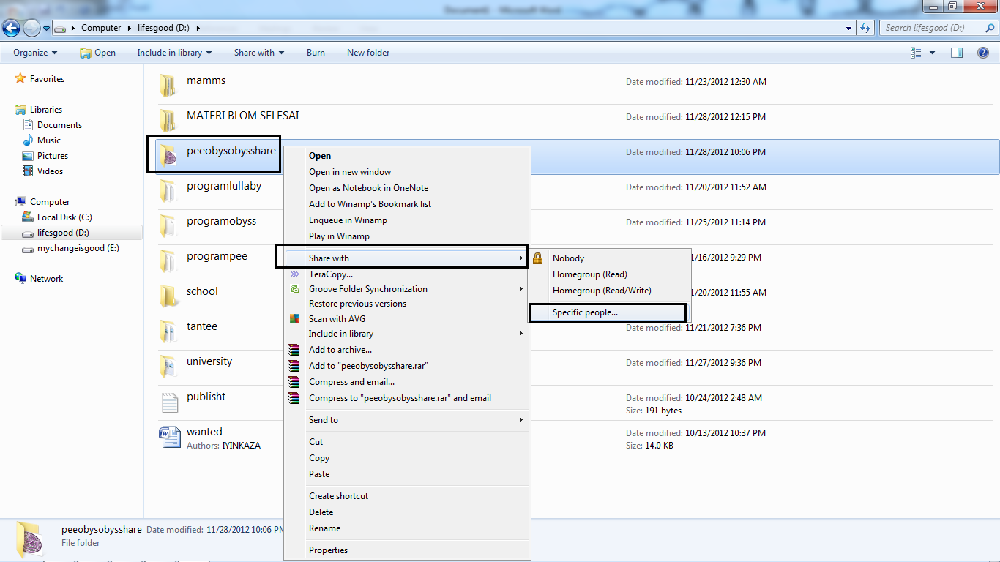 Computer lifesgood (D:)
Search lifesgood (D:)
Organize Open Include in library Share with Burn New folder
Favorites
Libraries
Documents
Music
Pictures
Videos
Computer
Local Disk (C:)
lifesgood (D:)
mychangeisgood (E:)
Network
mamms Date modified: 11/23/2012 12:30 AM
MATERI BLOM SELESAI Date modified: 11/28/2012 12:15 PM
peeobysobysshare Date modified: 11/28/2012 10:06 PM
programlullaby Date modified: 11/20/2012 11:52 AM
programobyss Date modified: 11/25/2012 11:14 PM
programpee 1/16/2012 9:29 PM
school 1/20/2012 11:55 AM
tantee Date modified: 11/21/2012 7:36 PM
university Date modified: 11/27/2012 9:36 PM
publisht Date modified: 10/24/2012 2:48 AM
Size: 191 bytes
wanted Date modified: 10/13/2012 10:37 PM
Authors: IYINKAZA Size: 14.0 KB
Open
Open in new window
Open as Notebook in OneNote
Add to Winamp's Bookmark list
Enqueue in Winamp
Play in Winamp
Share with
TeraCopy...
Groove Folder Synchronization
Restore previous versions
Scan with AVG
Include in library
Add to archive...
Add to "peeobysobysshare.rar"
Compress and email...
Compress to "peeobysobysshare.rar" and email
Send to
Cut
Copy
Paste
Create shortcut
Delete
Rename
Properties
Nobody
Homegroup (Read)
Homegroup (Read/Write)
Specific people...
peeobysobysshare Date modified: 11/28/2012 10:06 PM
File folder